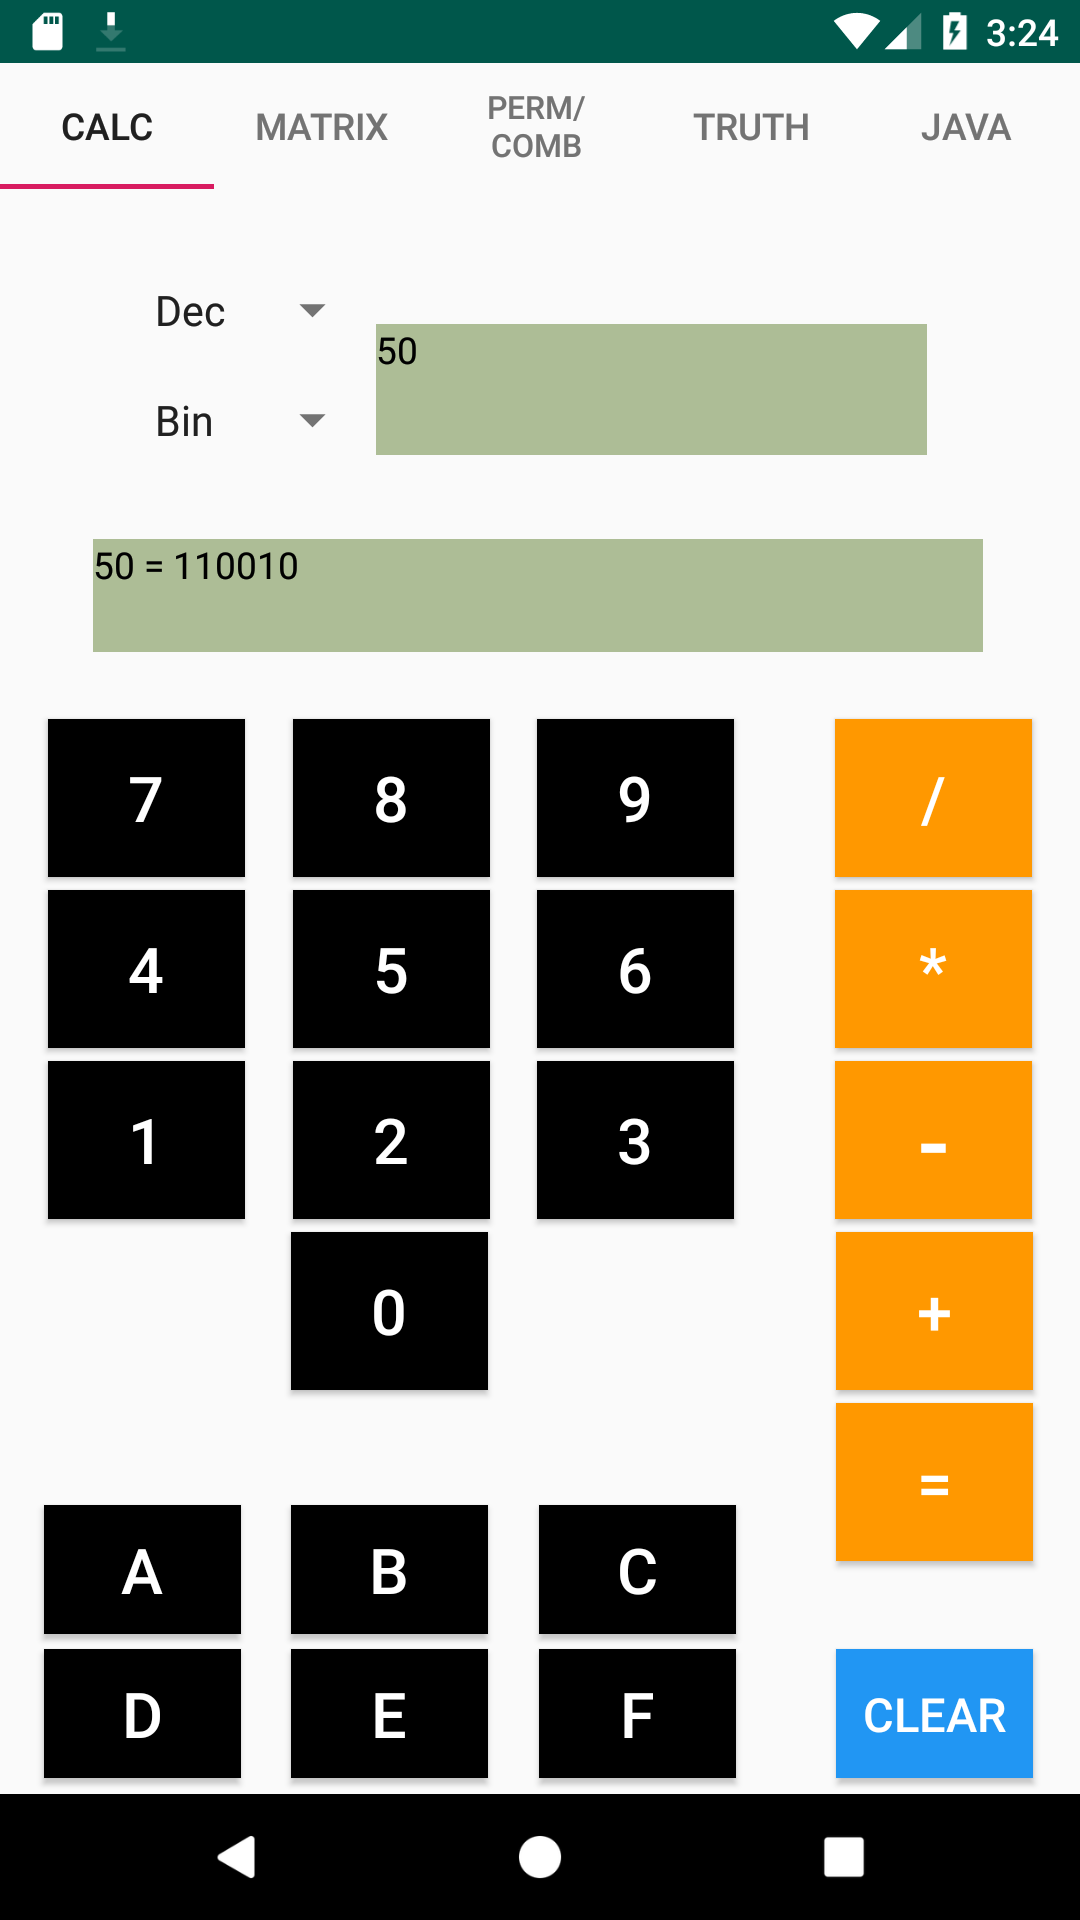 3:24
CALC MATRIX PERM/ COMB TRUTH JAVA
Dec
50
Bin
50 = 110010
7 8 9 /
4 5 6 *
1 2 3 -
0 +
=
A B C
D E F CLEAR